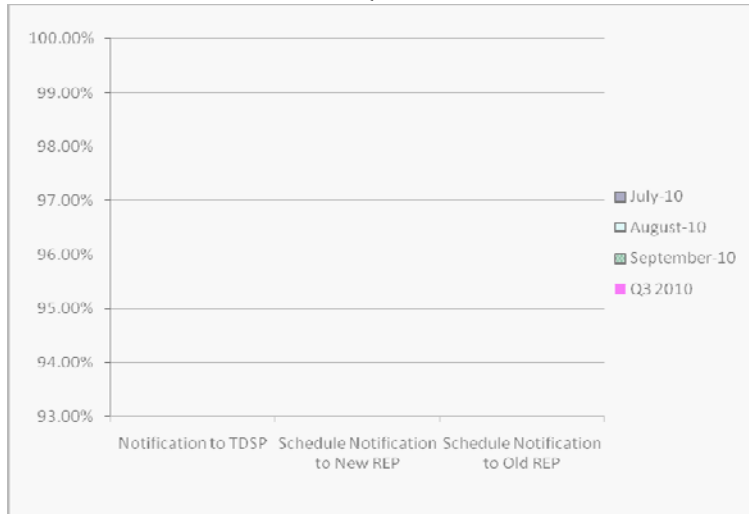 100.00%
99.00%
98.00%
97.00%
96.00%
95.00%
94.00%
93.00%
Notification to TDSP
Schedule Notification
to New REP
Schedule Notification
to Old REP
July-10
August-10
September-10
Q3 2010